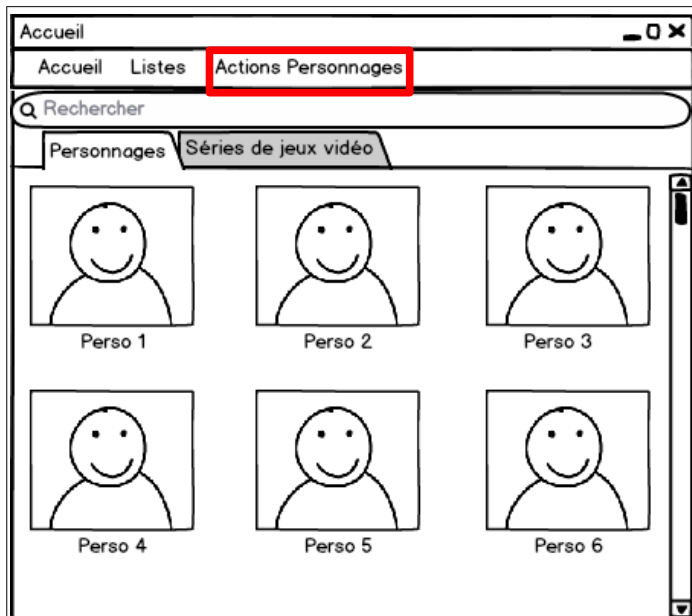 Accueil
Accueil Listes Actions Personnages
Rechercher
Personnages Séries de jeux vidéo
Perso 1 Perso 2 Perso 3
Perso 4 Perso 5 Perso 6